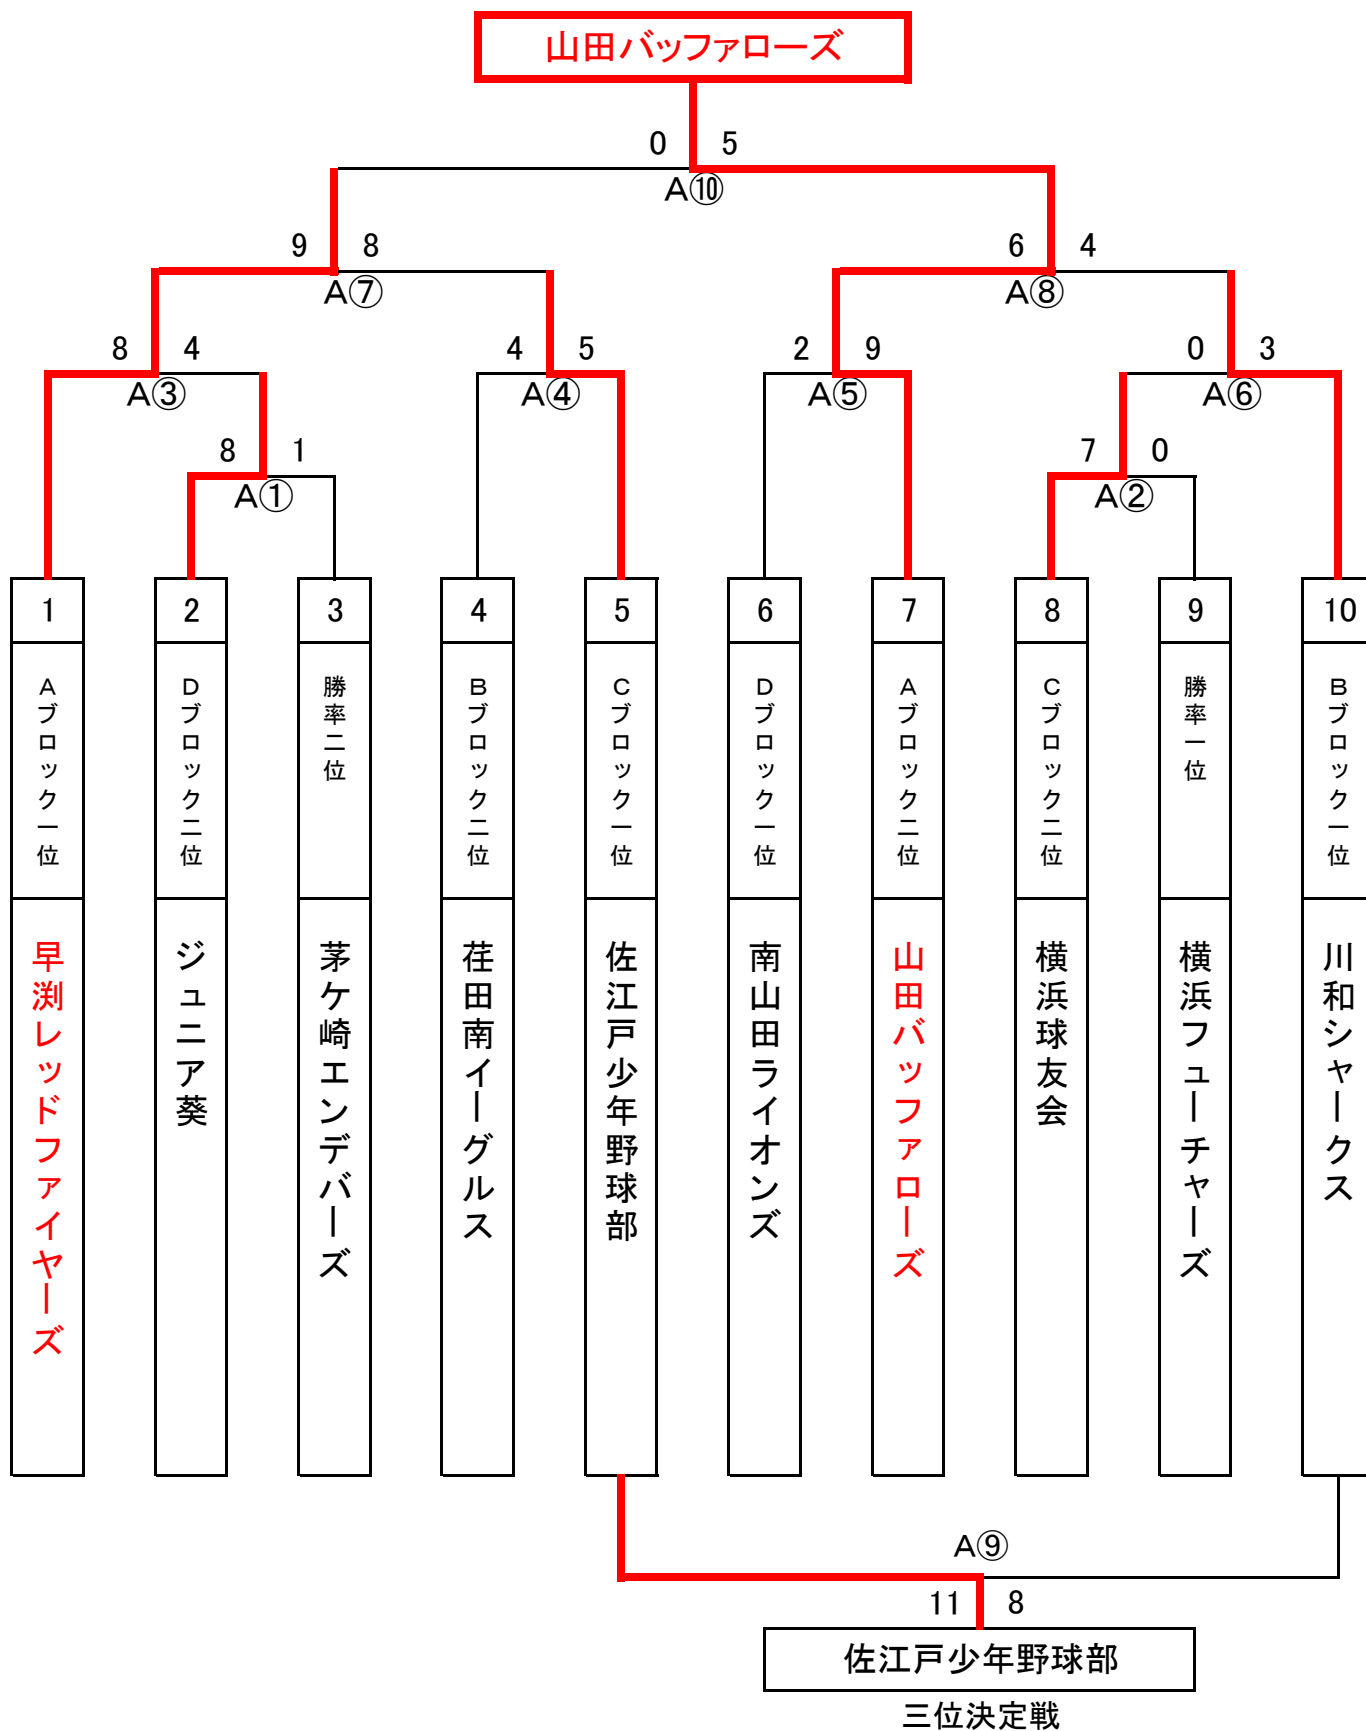 山田バッファローズ
0 5
A⑩
9 8
6 4
A⑦
A⑧
8 4
4 5
2 9
0 3
A③
A④
A⑤
A⑥
8 1
7 0
A①
A②
1 2 3 4 5 6 7 8 9 10
Aブロック一位
Dブロック二位
勝率二位
Bブロック二位
Cブロック一位
Dブロック一位
Aブロック二位
Cブロック二位
勝率一位
Bブロック一位
早渕レッドファイヤーズ
ジュニア葵
茅ケ崎エンデバーズ
荏田南イーグルス
佐江戸少年野球部
南山田ライオンズ
山田バッファローズ
横浜球友会
横浜フューチャーズ
川和シャークス
A⑨
11 8
佐江戸少年野球部
三位決定戦